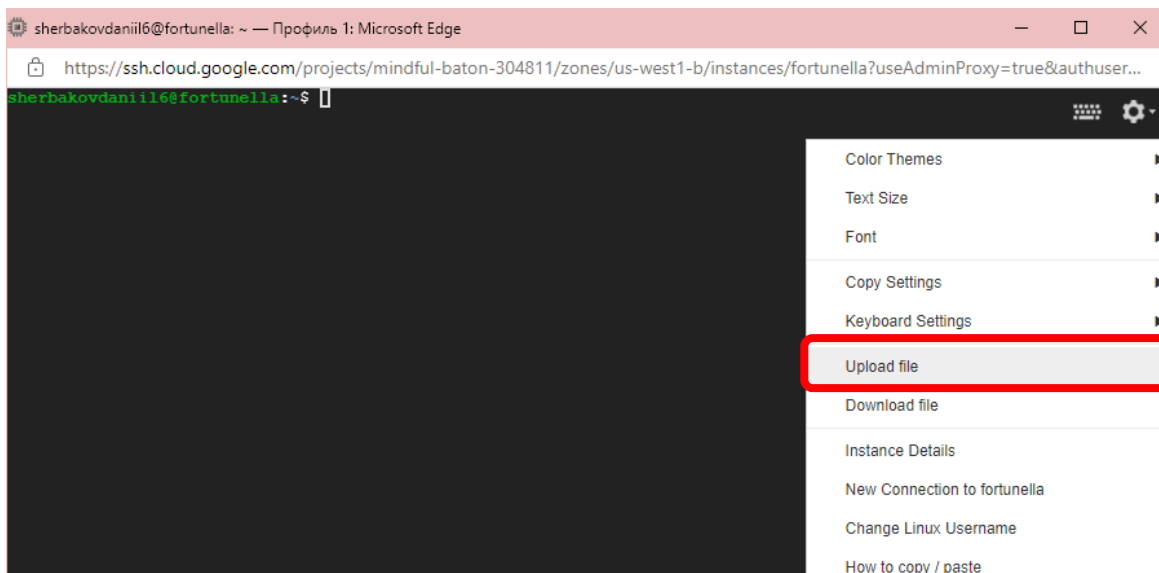 sherbakovdaniil6@fortunella: ~ — Профиль 1: Microsoft Edge
https://ssh.cloud.google.com/projects/mindful-baton-304811/zones/us-west1-b/instances/fortunella?useAdminProxy=true&authuser...
sherbakovdaniil6@fortunella:~$
Color Themes
Text Size
Font
Copy Settings
Keyboard Settings
Upload file
Download file
Instance Details
New Connection to fortunella
Change Linux Username
How to copy / paste